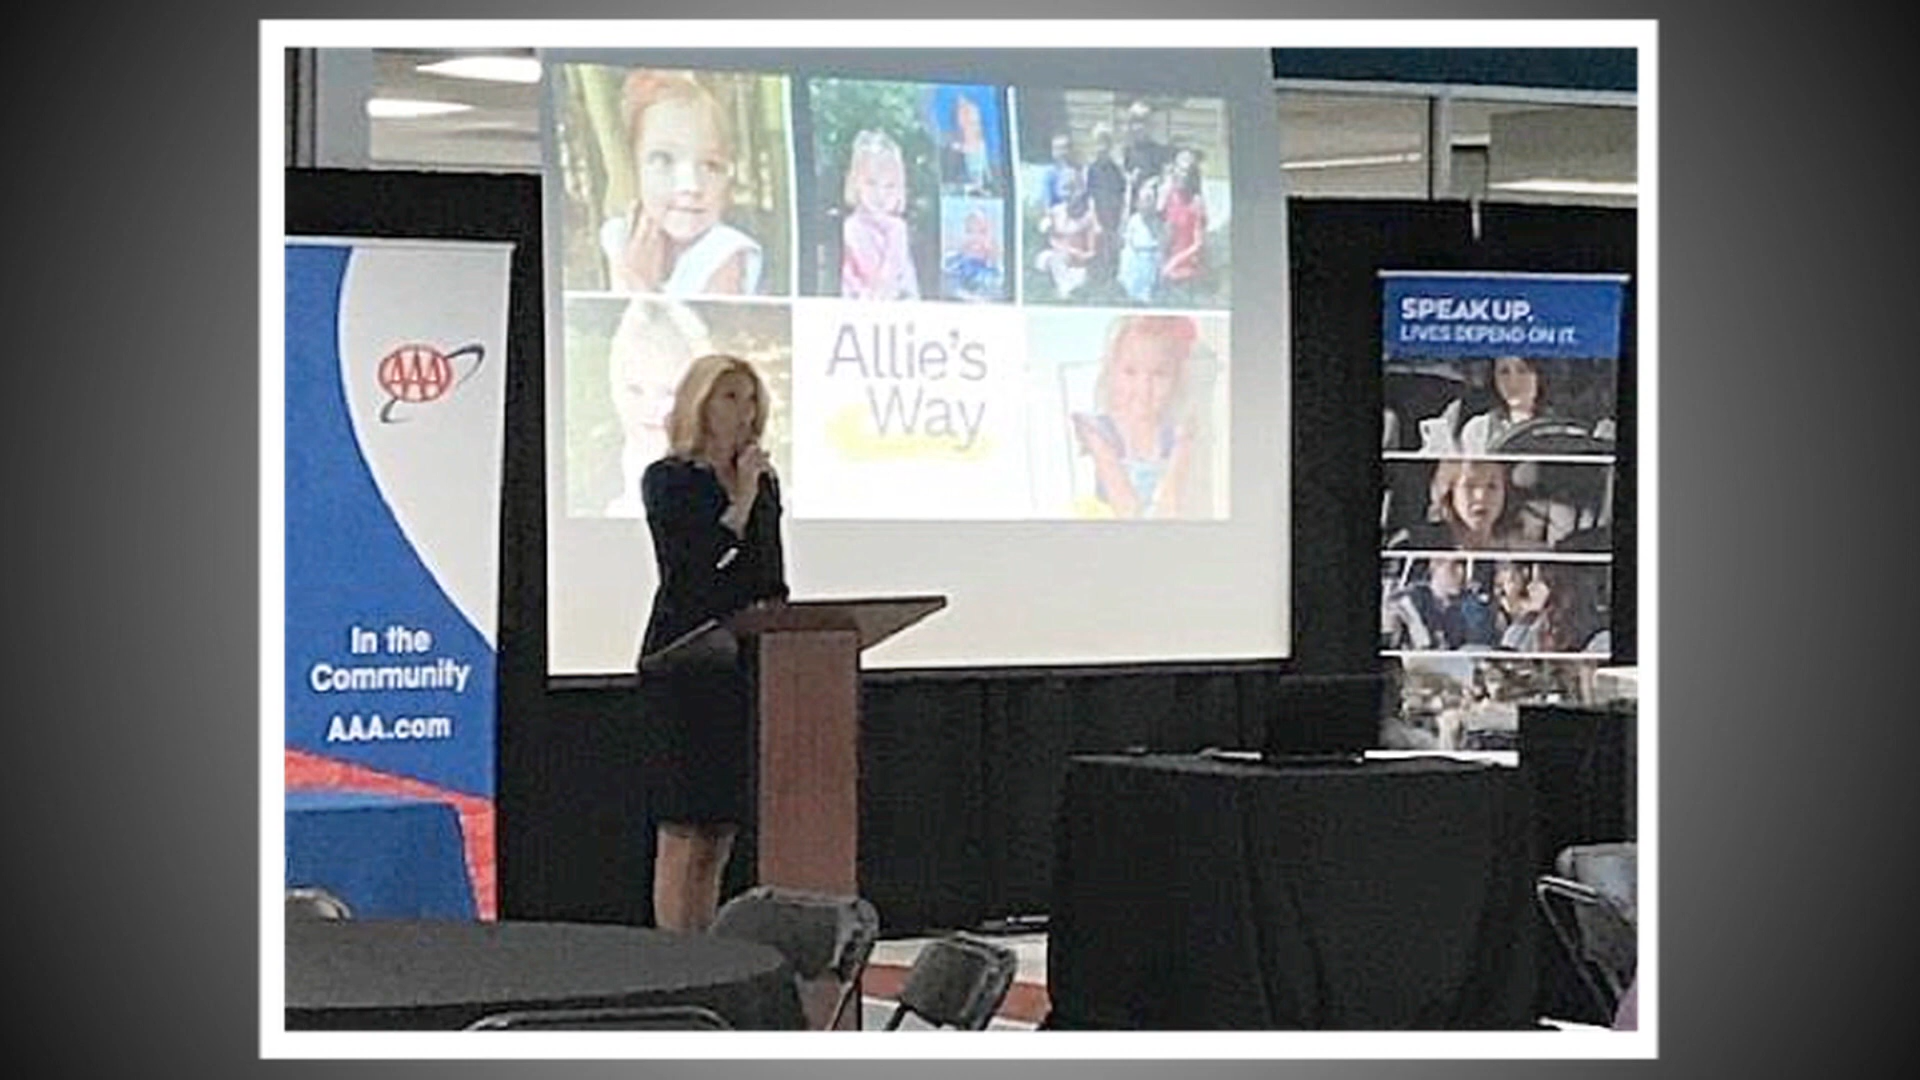 AAA
In the
Community
AAA.com
Allie's
Way
SPEAK UP.
LIVES DEPEND ON IT.